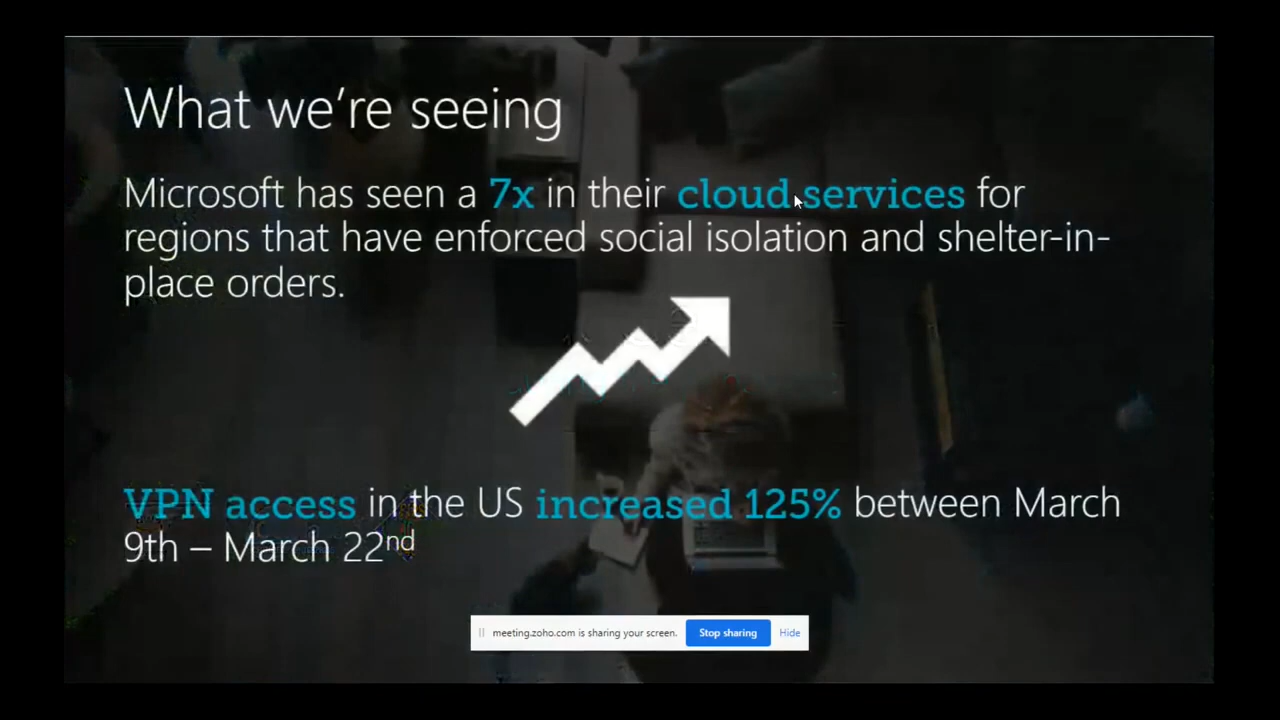 What we're seeing
Microsoft has seen a 7x in their cloud services for
regions that have enforced social isolation and shelter-in-
place orders.
VPN access in the US increased 125% between March
9th – March 22nd
meeting.zoho.com is sharing your screen. Stop sharing Hide